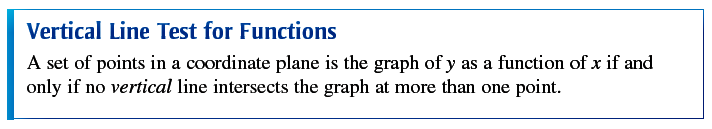 Vertical Line Test for Functions
A set of points in a coordinate plane is the graph of y as a function of x if and
only if no vertical line intersects the graph at more than one point.